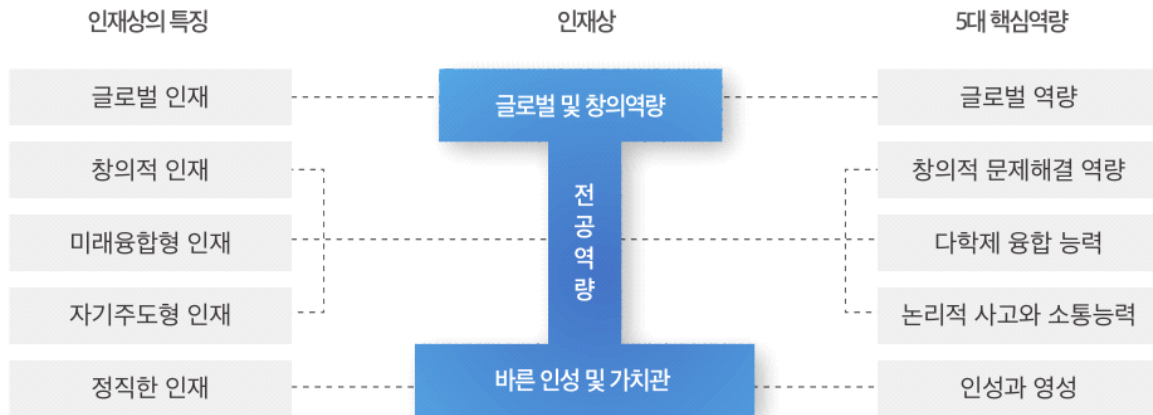 인재상의 특징
인재상
5대 핵심역량
글로벌 인재
글로벌 및 창의역량
글로벌 역량
창의적 인재
창의적 문제해결 역량
미래융합형 인재
전공역량
다학제 융합 능력
자기주도형 인재
논리적 사고와 소통능력
정직한 인재
바른 인성 및 가치관
인성과 영성